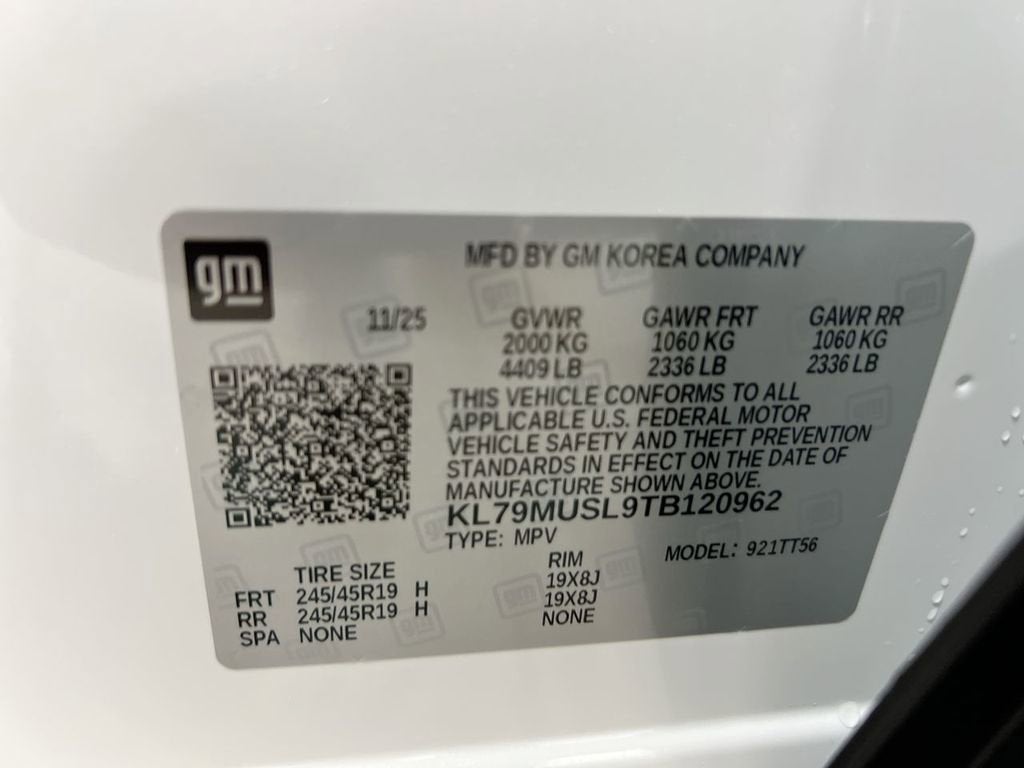 gm
MFD BY GM KOREA COMPANY
11/25 GVWR GAWR FRT GAWR RR
2000 KG 1060 KG 1060 KG
4409 LB 2336 LB 2336 LB
THIS VEHICLE CONFORMS TO ALL
APPLICABLE U.S. FEDERAL MOTOR
VEHICLE SAFETY AND THEFT PREVENTION
STANDARDS IN EFFECT ON THE DATE OF
MANUFACTURE SHOWN ABOVE.
KL79MUSL9TB120962
TYPE: MPV MODEL: 921TT56
TIRE SIZE RIM
FRT 245/45R19 H 19X8J
RR 245/45R19 H 19X8J
SPA NONE NONE